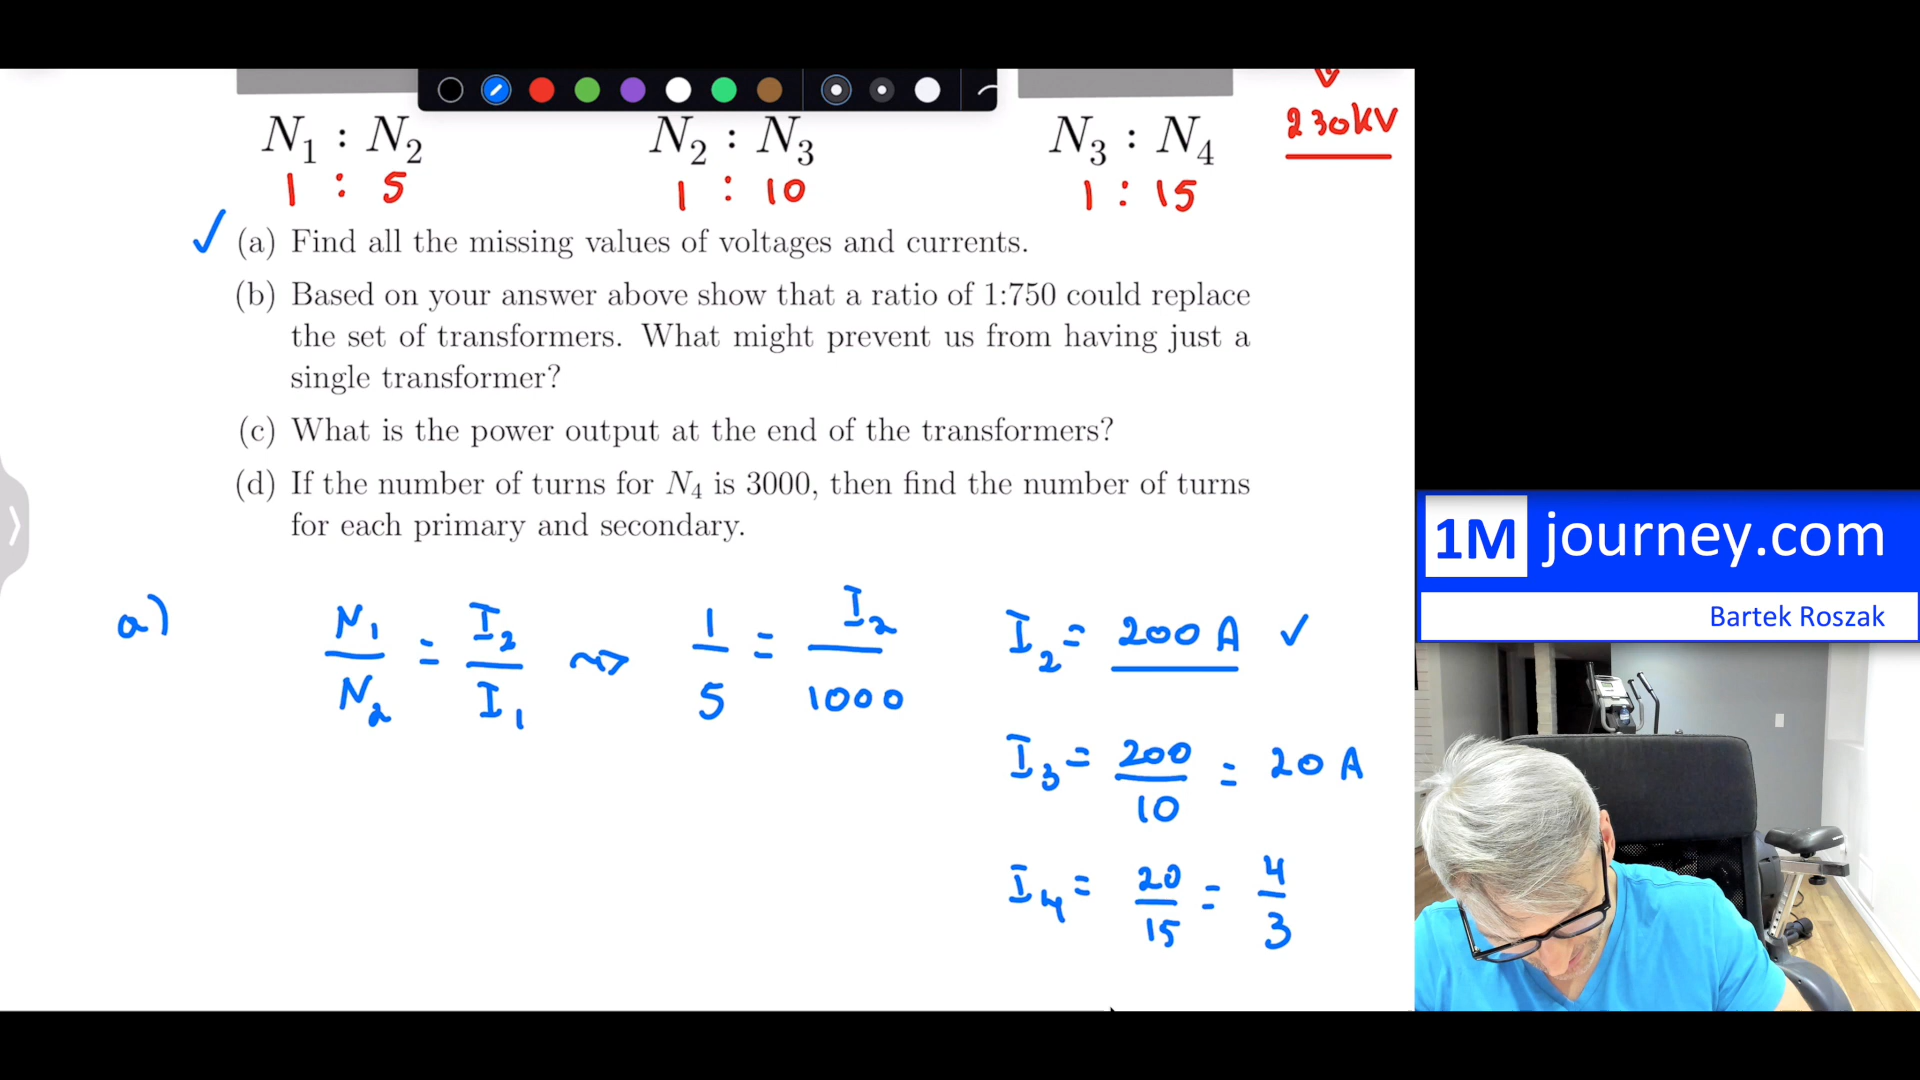 N₁ : N₂ N₂ : N₃ N₃ : N₄ 230kV
1 : 5 1 : 10 1 : 15
✓ (a) Find all the missing values of voltages and currents.
(b) Based on your answer above show that a ratio of 1:750 could replace
the set of transformers. What might prevent us from having just a
single transformer?
(c) What is the power output at the end of the transformers?
(d) If the number of turns for N₄ is 3000, then find the number of turns
for each primary and secondary.
1M journey.com
Bartek Roszak
a) N₁/N₂ = I₂/I₁ ⇝ 1/5 = I₂/1000 I₂ = 200 A ✓
I₃ = 200/10 = 20 A
I₄ = 20/15 = 4/3